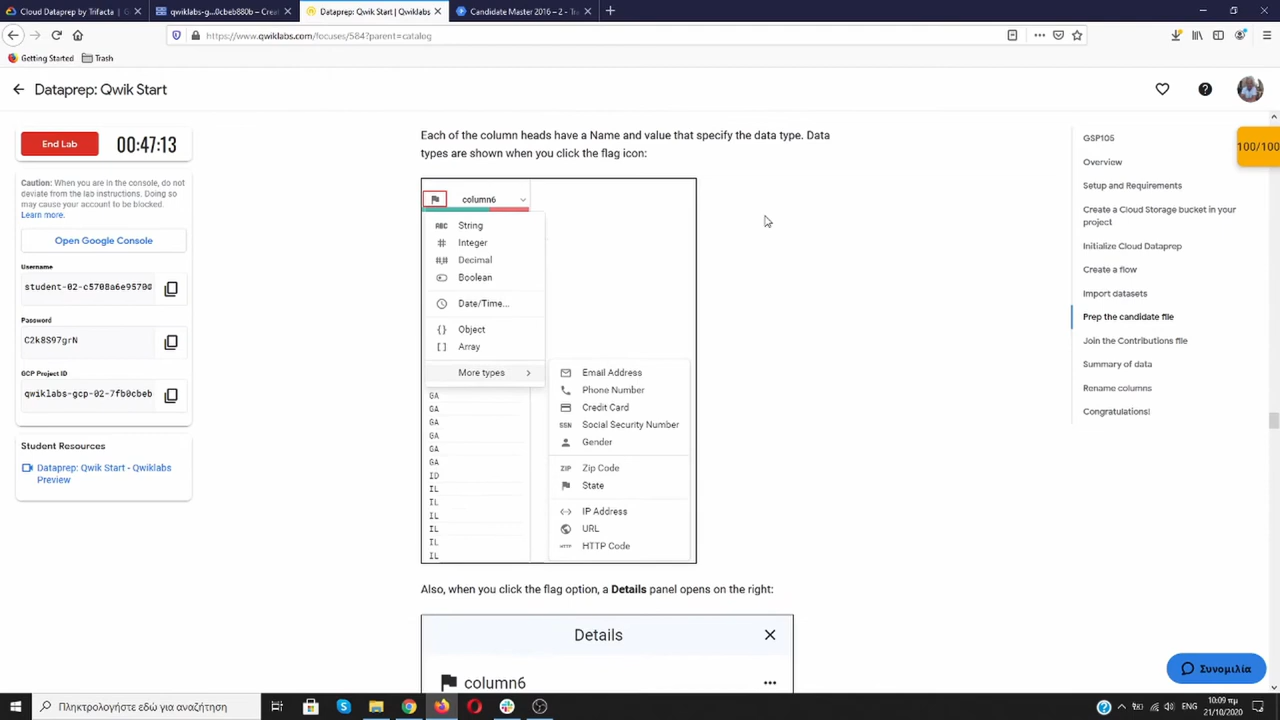 Cloud Dataprep by Trifacta | C
qwiklabs-g...0cbeb880b – Creat
Dataprep: Qwik Start | Qwiklabs
Candidate Master 2016 – 2 - Tra
https://www.qwiklabs.com/focuses/584?parent=catalog
Getting Started
Trash
Dataprep: Qwik Start
End Lab
00:47:13
Caution: When you are in the console, do not
deviate from the lab instructions. Doing so
may cause your account to be blocked.
Learn more.
Open Google Console
Username
student-02-c5708a6e9570@
Password
C2k8S97grN
GCP Project ID
qwiklabs-gcp-02-7fb0cbeb
Student Resources
Dataprep: Qwik Start - Qwiklabs
Preview
Each of the column heads have a Name and value that specify the data type. Data
types are shown when you click the flag icon:
column6
ABC String
# Integer
#.# Decimal
Boolean
Date/Time...
{} Object
[ ] Array
More types
GA
GA
GA
GA
GA
GA
ID
IL
IL
IL
IL
IL
IL
Email Address
Phone Number
Credit Card
SSN Social Security Number
Gender
ZIP Zip Code
State
IP Address
URL
HTTP HTTP Code
Also, when you click the flag option, a Details panel opens on the right:
Details
column6
GSP105
Overview
Setup and Requirements
Create a Cloud Storage bucket in your
project
Initialize Cloud Dataprep
Create a flow
Import datasets
Prep the candidate file
Join the Contributions file
Summary of data
Rename columns
Congratulations!
100/100
Συνομιλία
Πληκτρολογήστε εδώ για αναζήτηση
10:09 πμ
21/10/2020